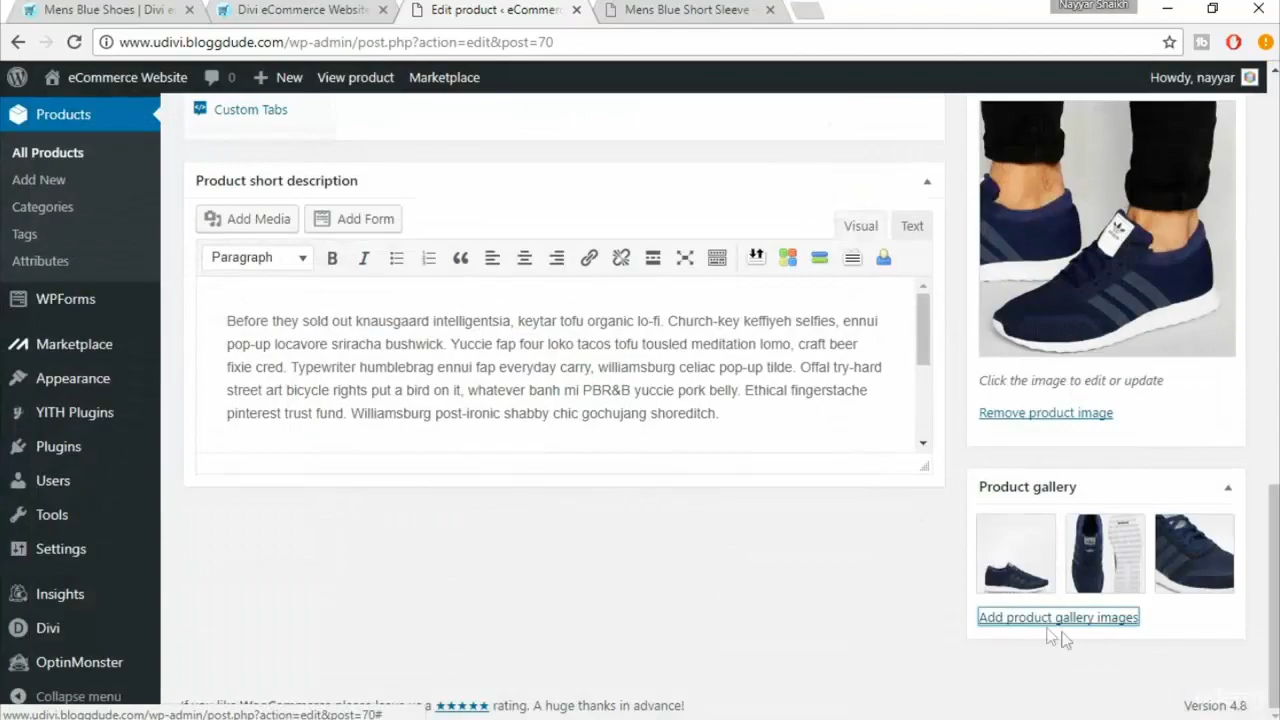 Nayyar Shaikh
Mens Blue Shoes | Divi e
Divi eCommerce Website
Edit product ‹ eCommerc
Mens Blue Short Sleeve
www.udivi.bloggdude.com/wp-admin/post.php?action=edit&post=70
eCommerce Website
0
New
View product
Marketplace
Howdy, nayyar
Products
All Products
Add New
Categories
Tags
Attributes
WPForms
Marketplace
Appearance
YITH Plugins
Plugins
Users
Tools
Settings
Insights
Divi
OptinMonster
Collapse menu
Custom Tabs
Product short description
Add Media
Add Form
Visual
Text
Paragraph
Before they sold out knausgaard intelligentsia, keytar tofu organic lo-fi. Church-key keffiyeh selfies, ennui
pop-up locavore sriracha bushwick. Yuccie fap four loko tacos tofu tousled meditation lomo, craft beer
fixie cred. Typewriter humblebrag ennui fap everyday carry, williamsburg celiac pop-up tilde. Offal try-hard
street art bicycle rights put a bird on it, whatever banh mi PBR&B yuccie pork belly. Ethical fingerstache
pinterest trust fund. Williamsburg post-ironic shabby chic gochujang shoreditch.
Click the image to edit or update
Remove product image
Product gallery
Add product gallery images
If you like WooCommerce please leave us a ★★★★★ rating. A huge thanks in advance!
Version 4.8
www.udivi.bloggdude.com/wp-admin/post.php?action=edit&post=70#